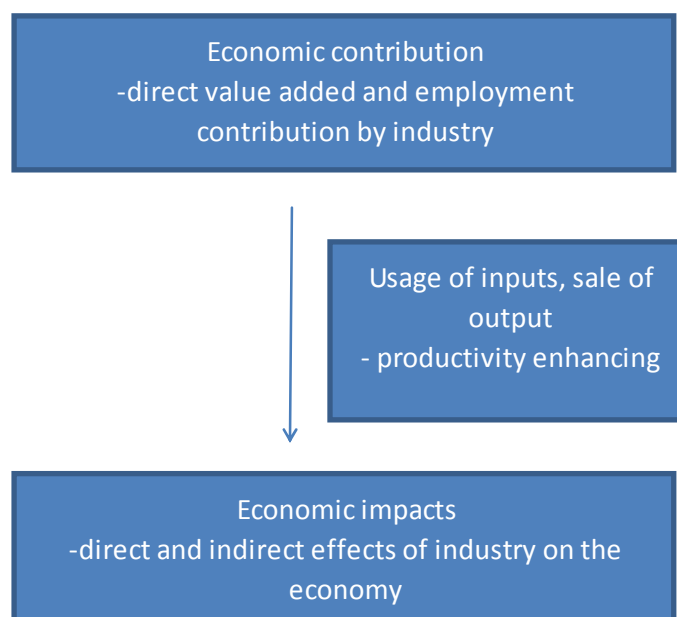 Economic contribution
-direct value added and employment
contribution by industry
Usage of inputs, sale of
output
- productivity enhancing
Economic impacts
-direct and indirect effects of industry on the
economy